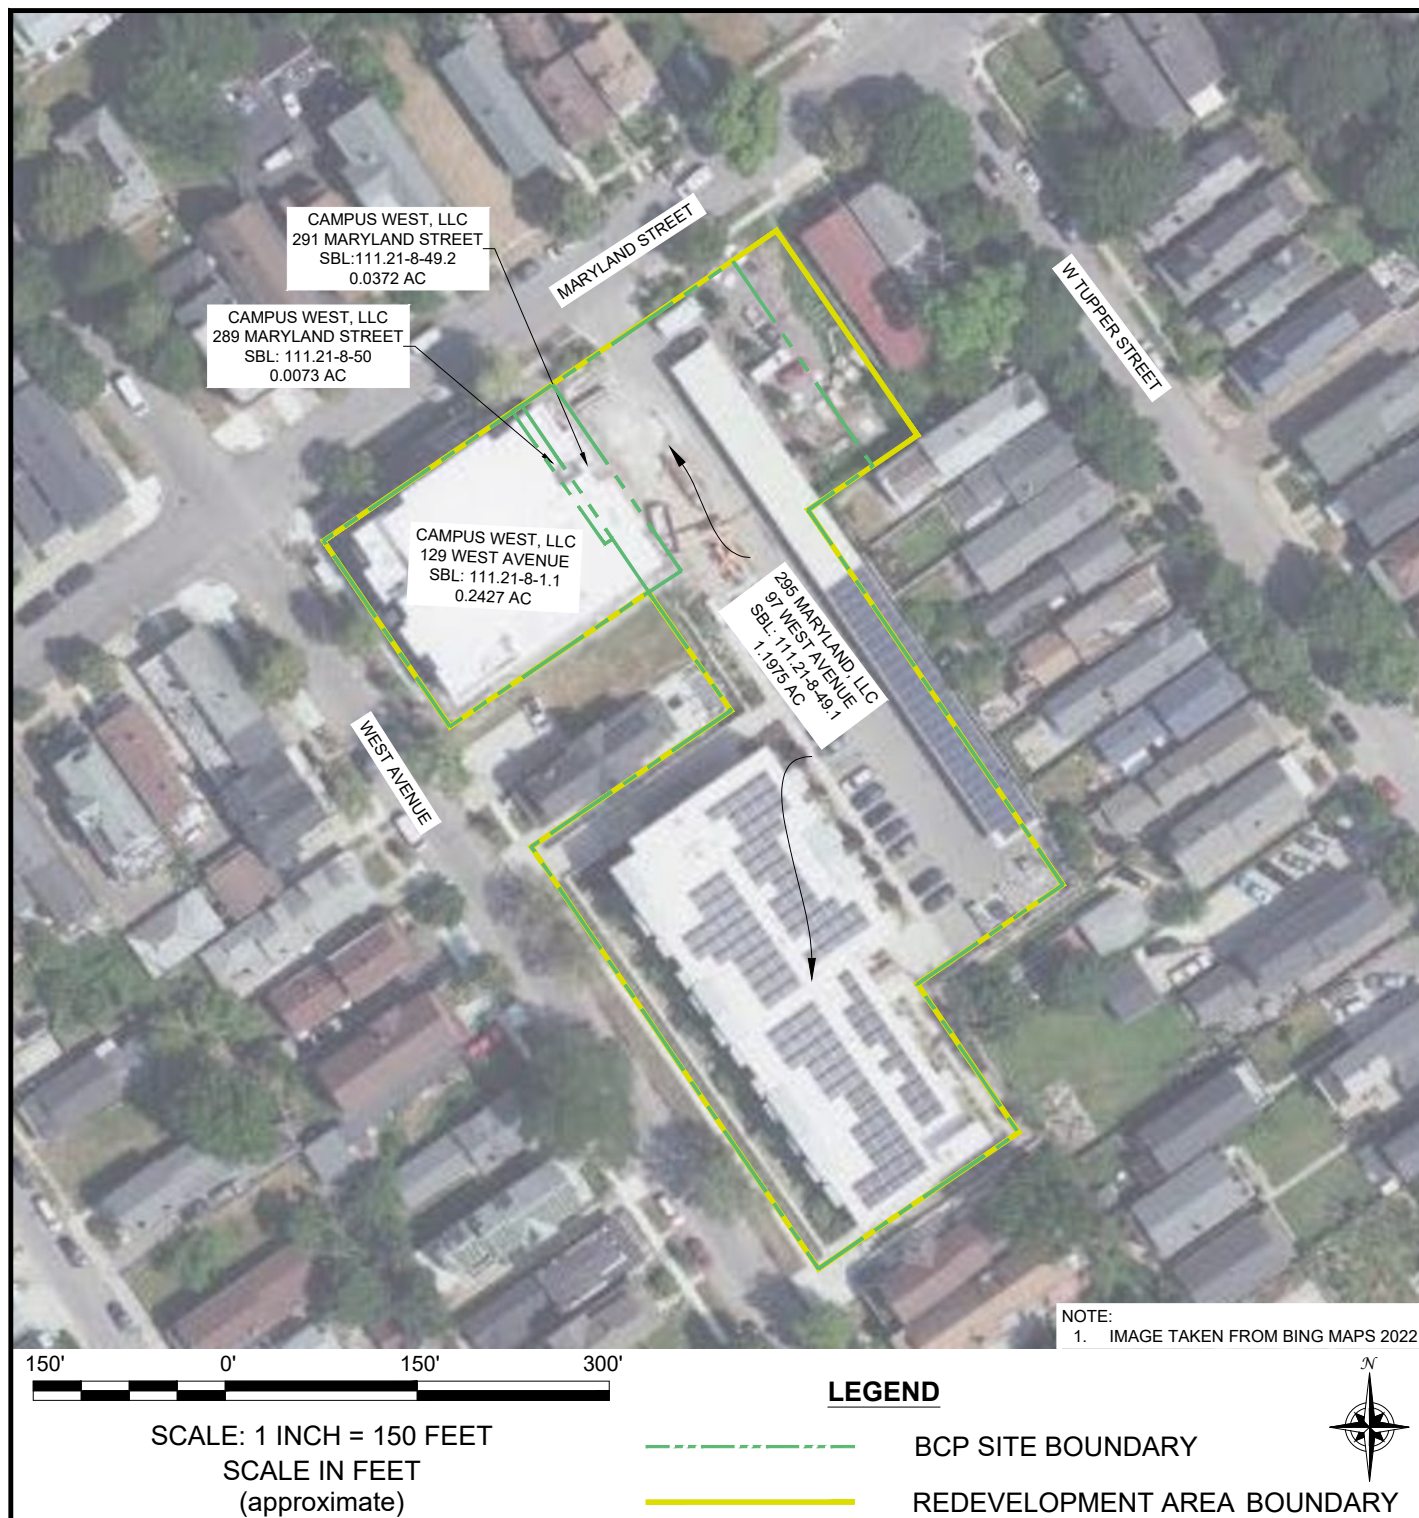 CAMPUS WEST, LLC
291 MARYLAND STREET
SBL:111.21-8-49.2
0.0372 AC
MARYLAND STREET
W TUPPER STREET
CAMPUS WEST, LLC
289 MARYLAND STREET
SBL: 111.21-8-50
0.0073 AC
CAMPUS WEST, LLC
129 WEST AVENUE
SBL: 111.21-8-1.1
0.2427 AC
295 MARYLAND, LLC
97 WEST AVENUE
SBL: 111.21-8-49.1
1.1975 AC
WEST AVENUE
NOTE:
1. IMAGE TAKEN FROM BING MAPS 2022
150' 0' 150' 300'
SCALE: 1 INCH = 150 FEET
SCALE IN FEET
(approximate)
LEGEND
BCP SITE BOUNDARY
REDEVELOPMENT AREA BOUNDARY
N